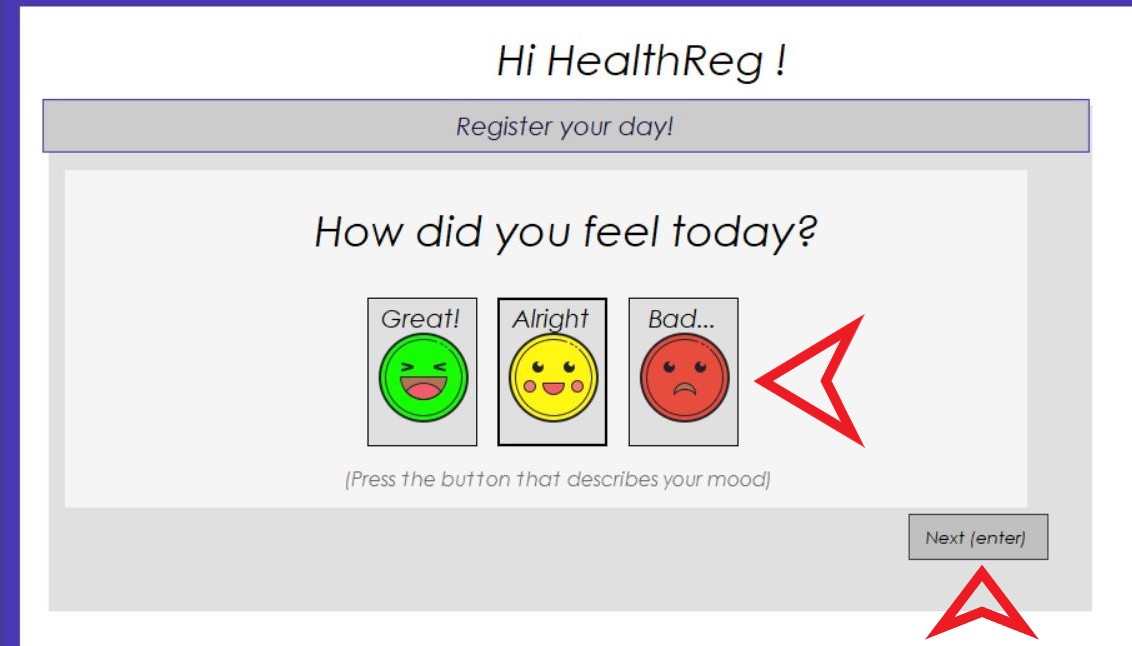 Hi HealthReg !
Register your day!
How did you feel today?
Great! Alright Bad...
(Press the button that describes your mood)
Next (enter)